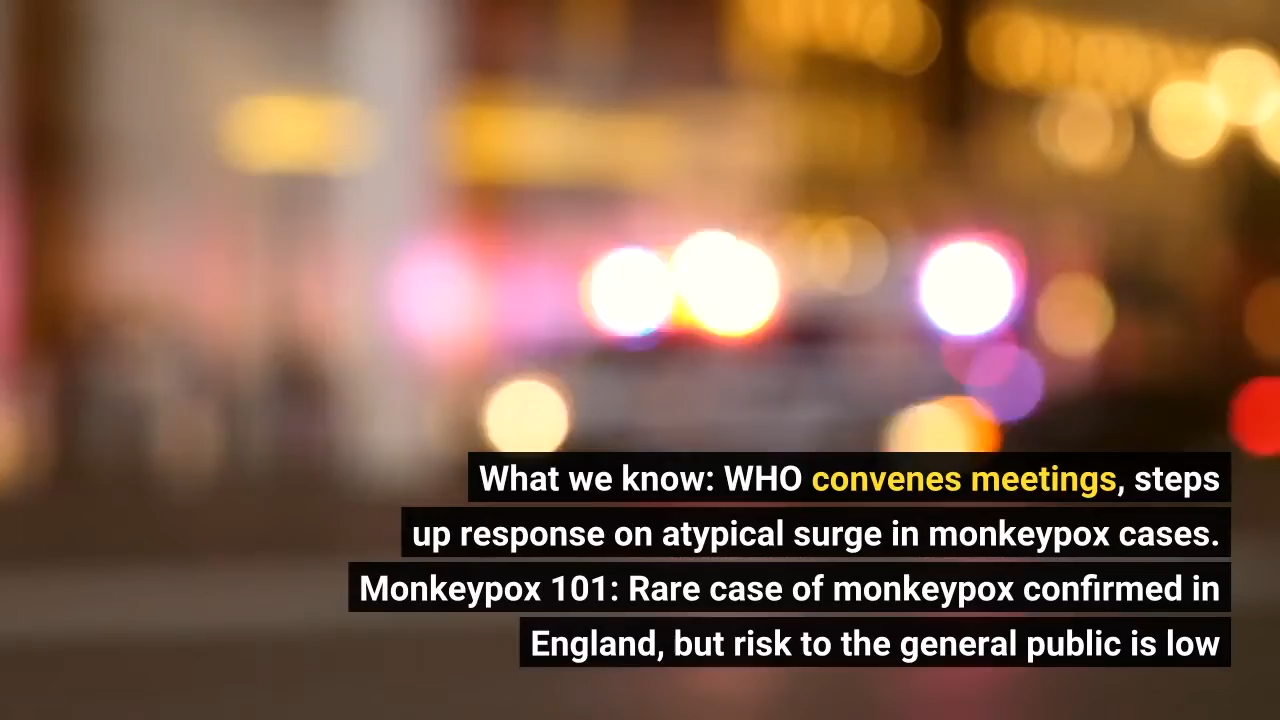 What we know: WHO convenes meetings, steps
up response on atypical surge in monkeypox cases.
Monkeypox 101: Rare case of monkeypox confirmed in
England, but risk to the general public is low